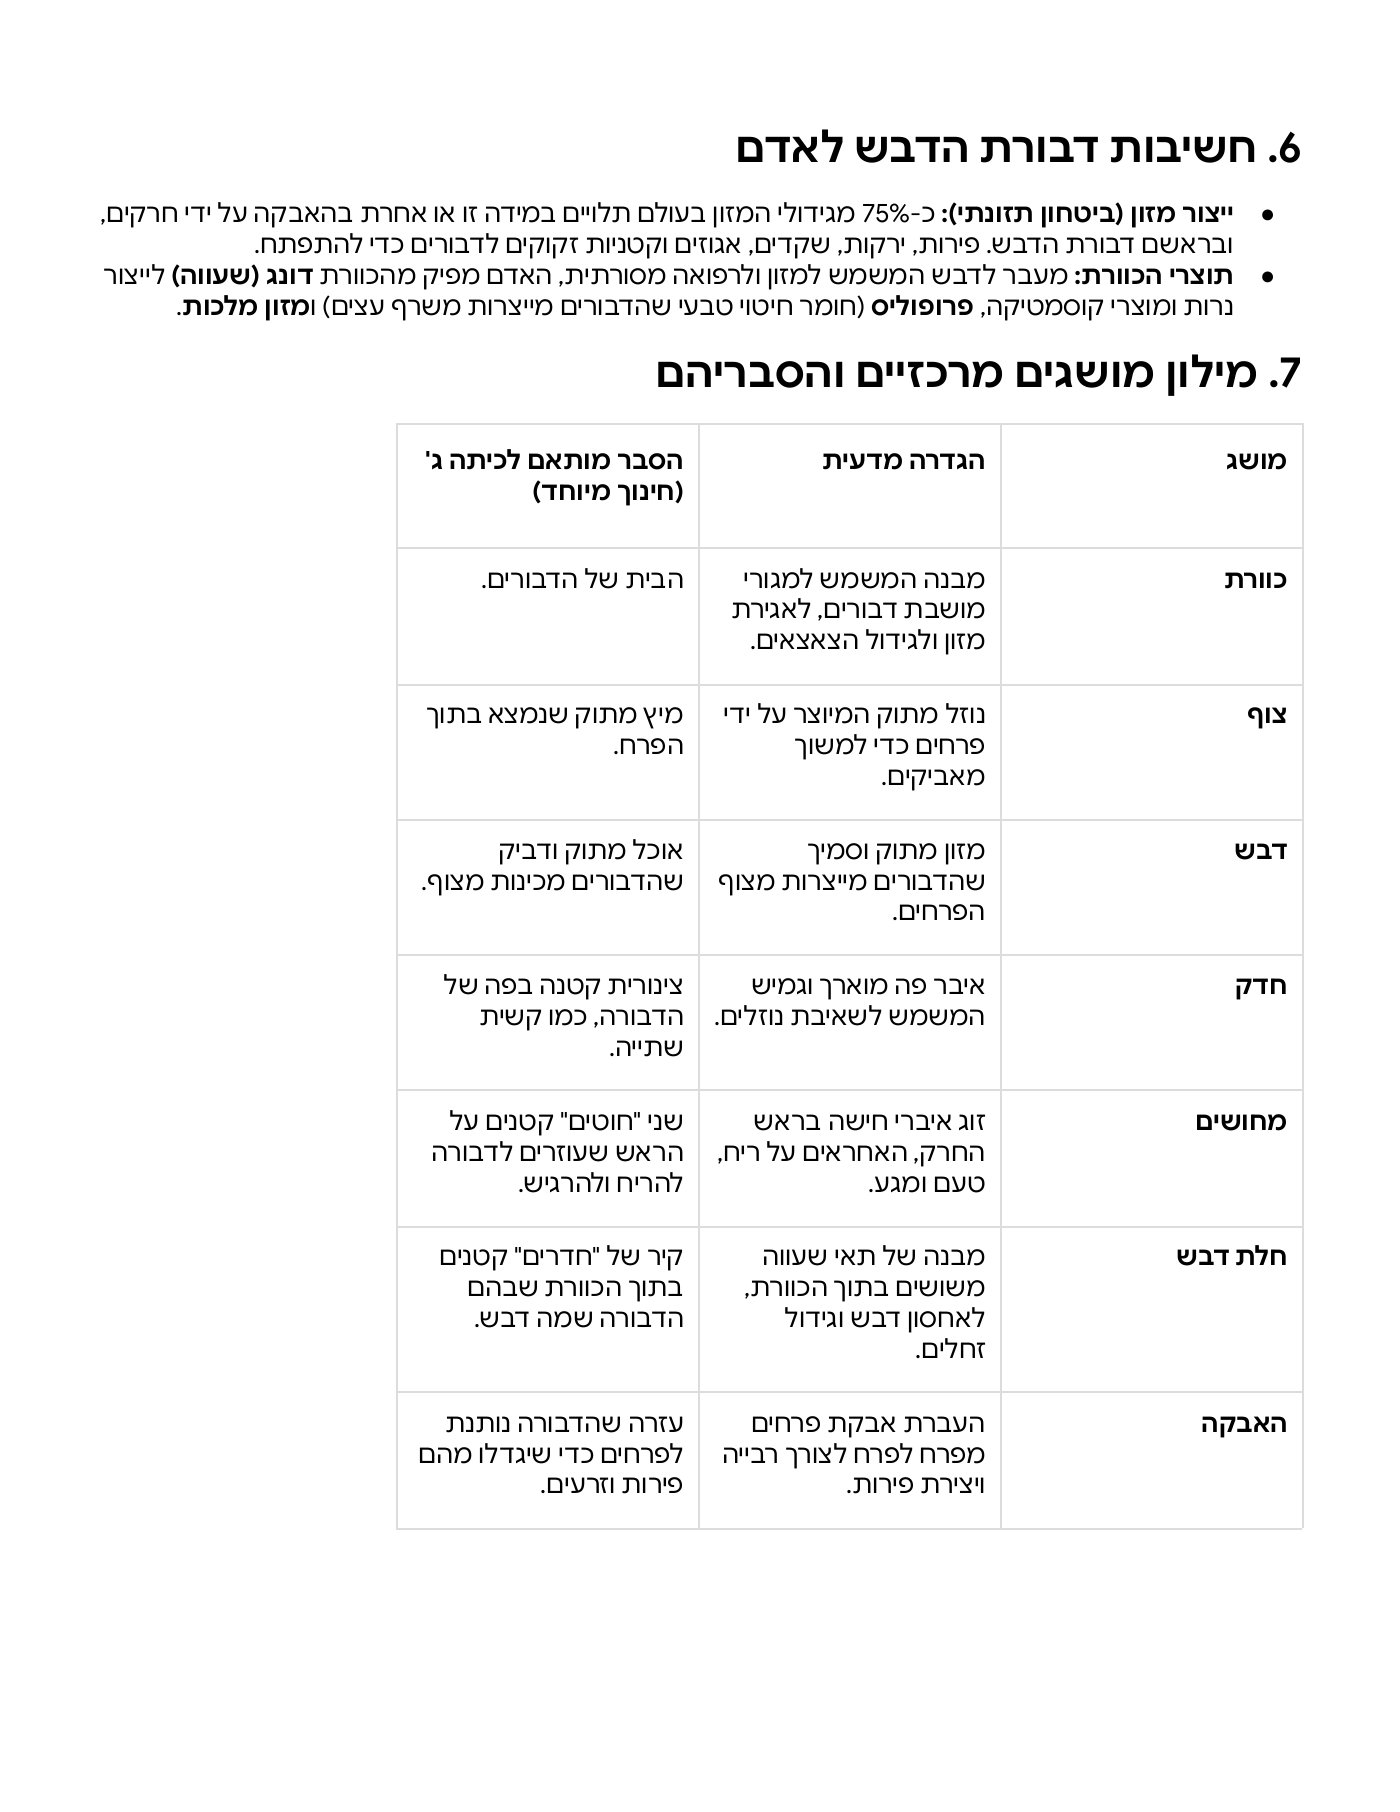 6. חשיבות דבורת הדבש לאדם
● ייצור מזון (ביטחון תזונתי): כ-75% מגידולי המזון בעולם תלויים במידה זו או אחרת בהאבקה על ידי חרקים,
ובראשם דבורת הדבש. פירות, ירקות, שקדים, אגוזים וקטניות זקוקים לדבורים כדי להתפתח.
● תוצרי הכוורת: מעבר לדבש המשמש למזון ולרפואה מסורתית, האדם מפיק מהכוורת דונג (שעווה) לייצור
נרות ומוצרי קוסמטיקה, פרופוליס (חומר חיטוי טבעי שהדבורים מייצרות משרף עצים) ומזון מלכות.
7. מילון מושגים מרכזיים והסבריהם
מושג
הגדרה מדעית
הסבר מותאם לכיתה ג'
(חינוך מיוחד)
כוורת
מבנה המשמש למגורי
מושבת דבורים, לאגירת
מזון ולגידול הצאצאים.
הבית של הדבורים.
צוף
נוזל מתוק המיוצר על ידי
פרחים כדי למשוך
מאביקים.
מיץ מתוק שנמצא בתוך
הפרח.
דבש
מזון מתוק וסמיך
שהדבורים מייצרות מצוף
הפרחים.
אוכל מתוק ודביק
שהדבורים מכינות מצוף.
חדק
איבר פה מוארך וגמיש
המשמש לשאיבת נוזלים.
צינורית קטנה בפה של
הדבורה, כמו קשית
שתייה.
מחושים
זוג איברי חישה בראש
החרק, האחראים על ריח,
טעם ומגע.
שני "חוטים" קטנים על
הראש שעוזרים לדבורה
להריח ולהרגיש.
חלת דבש
מבנה של תאי שעווה
משושים בתוך הכוורת,
לאחסון דבש וגידול
זחלים.
קיר של "חדרים" קטנים
בתוך הכוורת שבהם
הדבורה שמה דבש.
האבקה
העברת אבקת פרחים
מפרח לפרח לצורך רבייה
ויצירת פירות.
עזרה שהדבורה נותנת
לפרחים כדי שיגדלו מהם
פירות וזרעים.